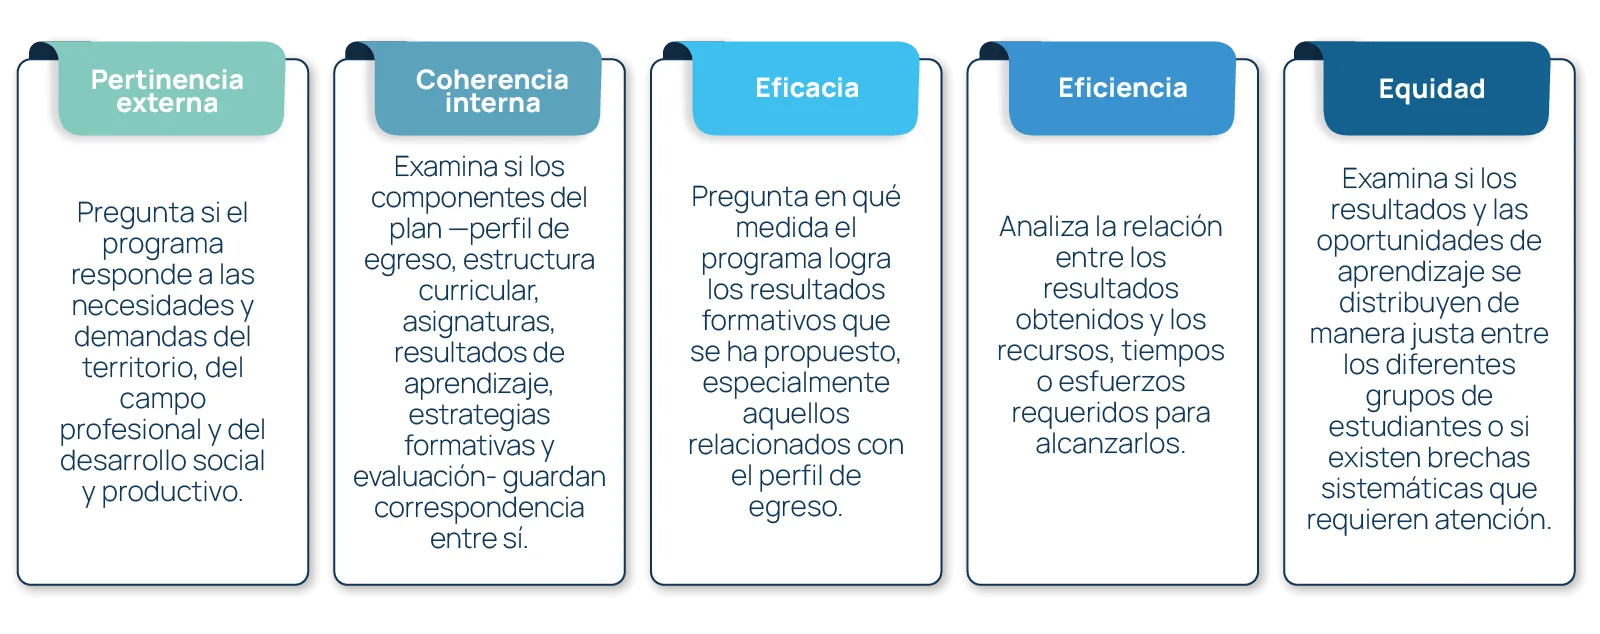 Pertinencia
externa
Pregunta si el
programa
responde a las
necesidades y
demandas del
territorio, del
campo
profesional y del
desarrollo social
y productivo.
Coherencia
interna
Examina si los
componentes del
plan —perfil de
egreso, estructura
curricular,
asignaturas,
resultados de
aprendizaje,
estrategias
formativas y
evaluación- guardan
correspondencia
entre sí.
Eficacia
Pregunta en qué
medida el
programa logra
los resultados
formativos que
se ha propuesto,
especialmente
aquellos
relacionados con
el perfil de
egreso.
Eficiencia
Analiza la relación
entre los
resultados
obtenidos y los
recursos, tiempos
o esfuerzos
requeridos para
alcanzarlos.
Equidad
Examina si los
resultados y las
oportunidades de
aprendizaje se
distribuyen de
manera justa entre
los diferentes
grupos de
estudiantes o si
existen brechas
sistemáticas que
requieren atención.